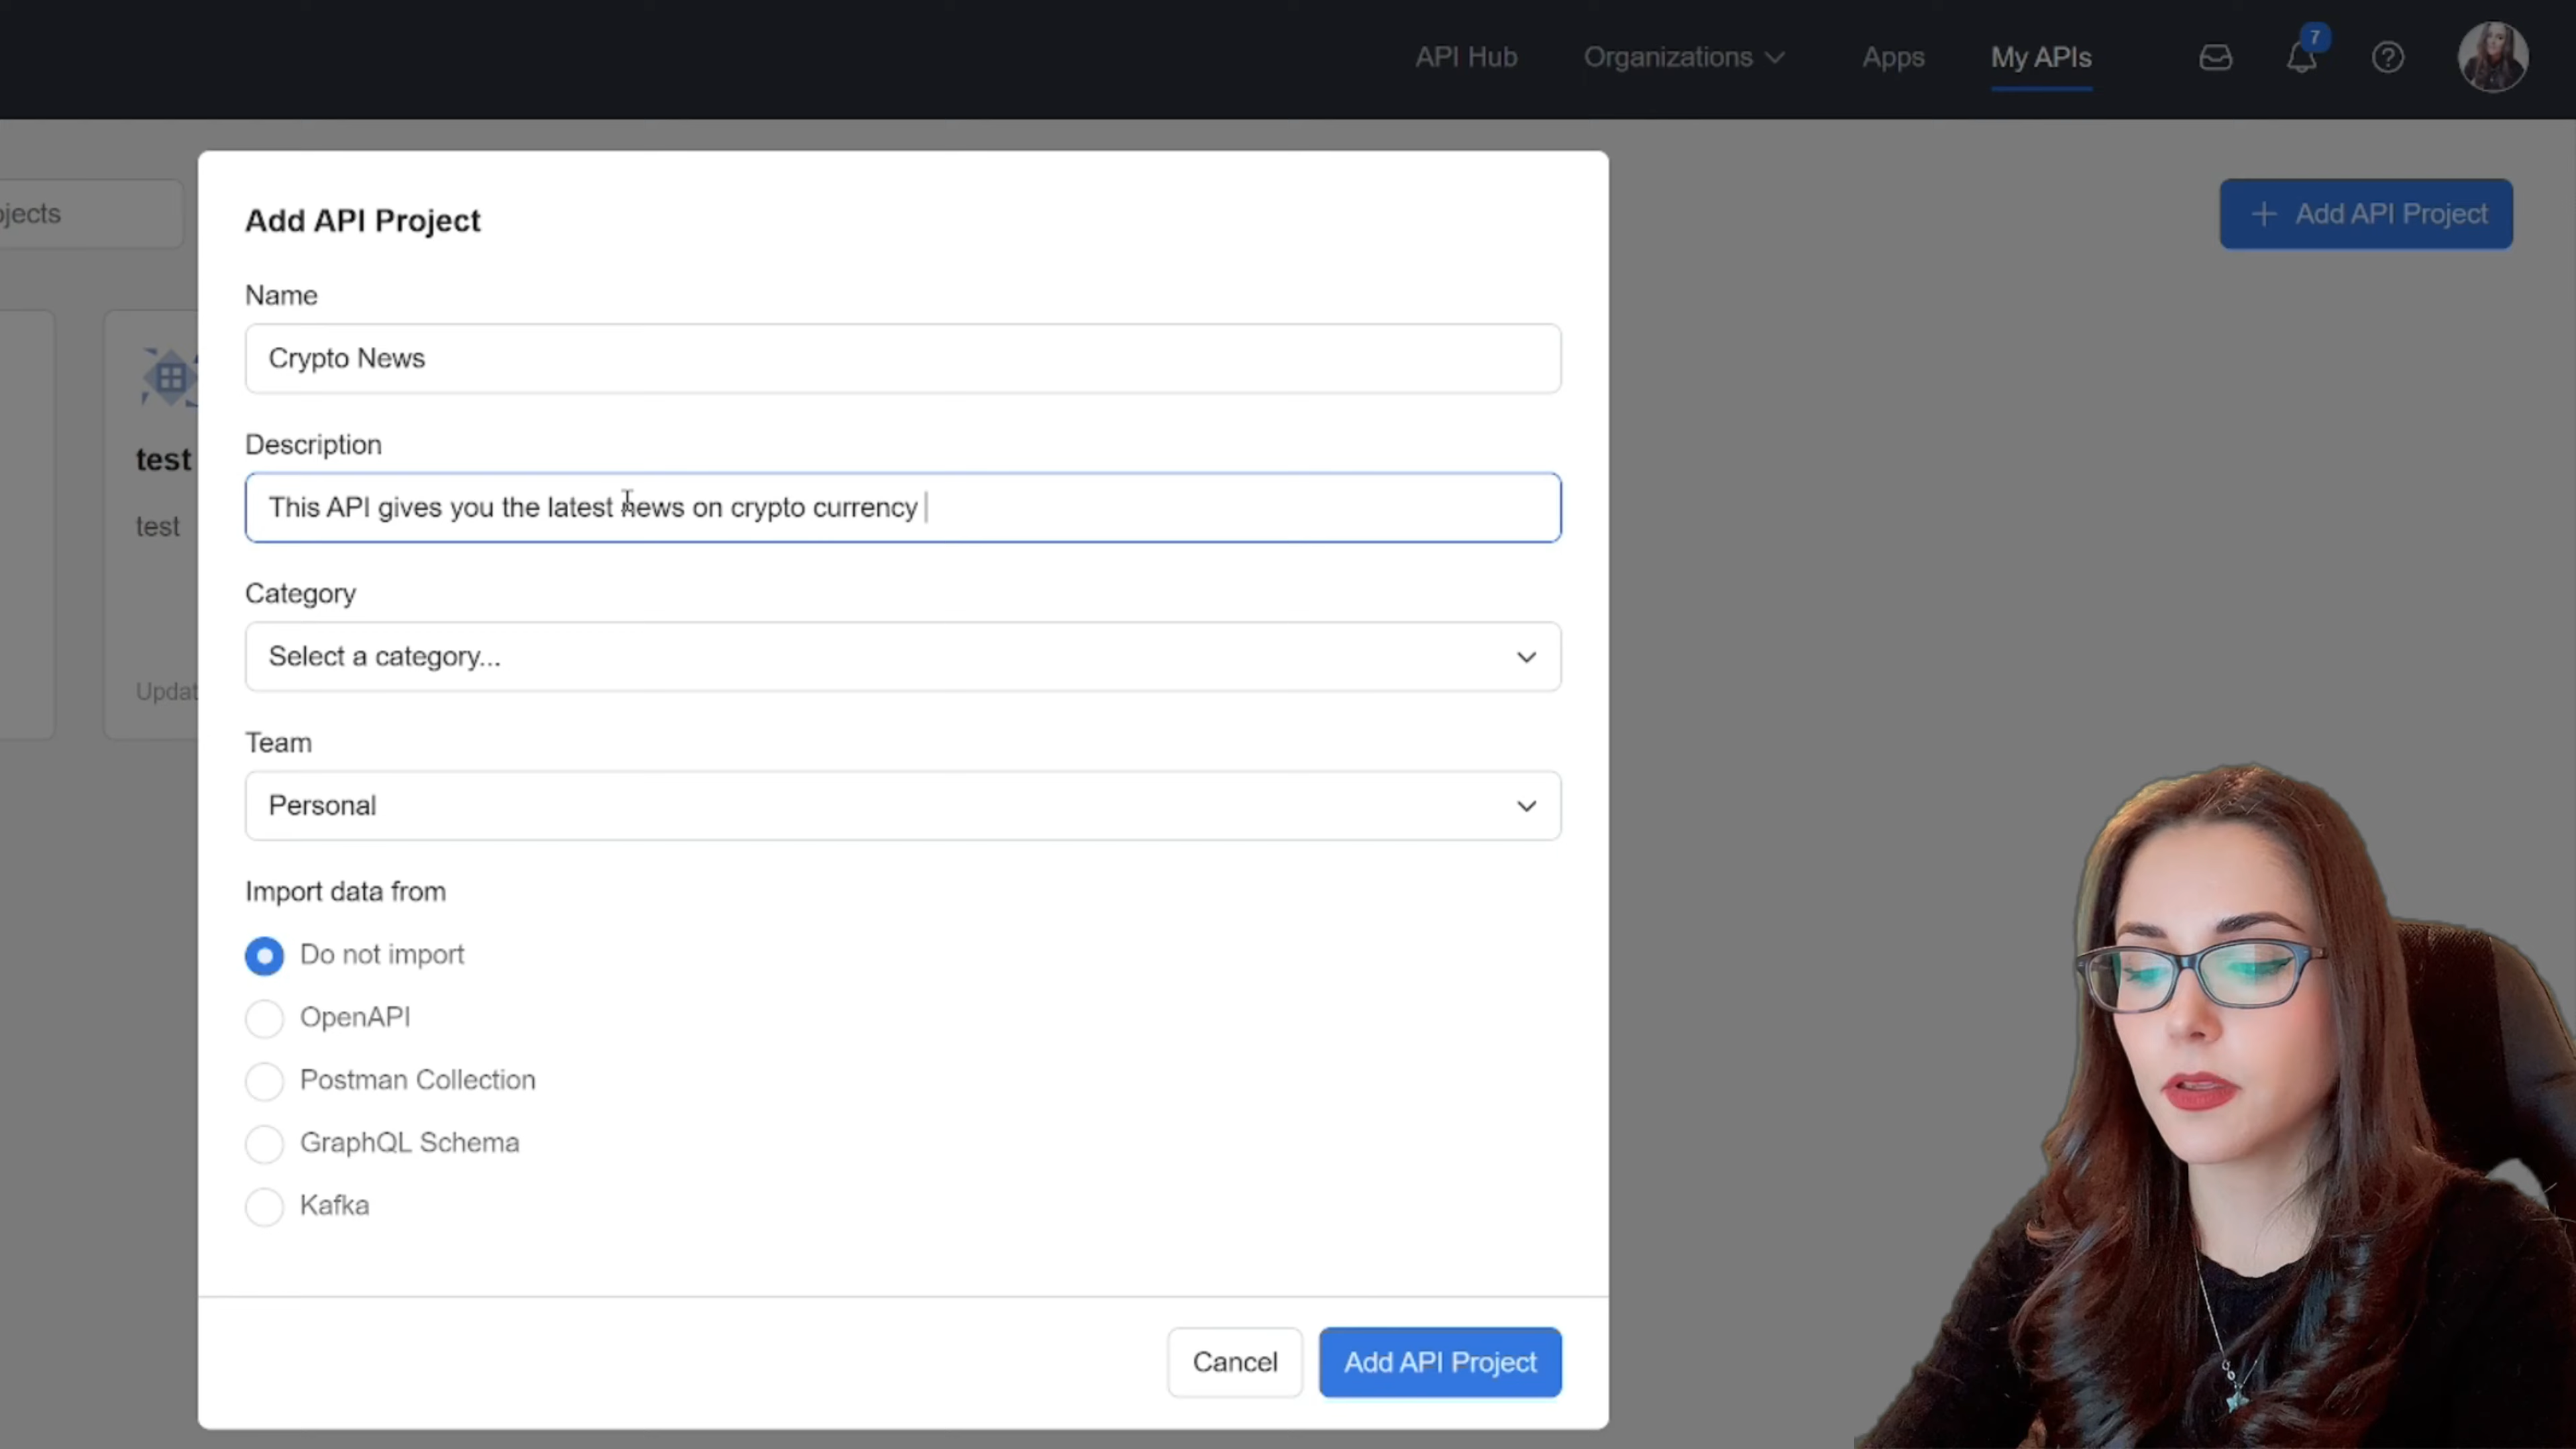 API Hub Organizations Apps My APIs 7
jects
+ Add API Project
Add API Project
Name
Crypto News
Description
This API gives you the latest news on crypto currency
test
test
Category
Select a category...
Updat
Team
Personal
Import data from
Do not import
OpenAPI
Postman Collection
GraphQL Schema
Kafka
Cancel
Add API Project